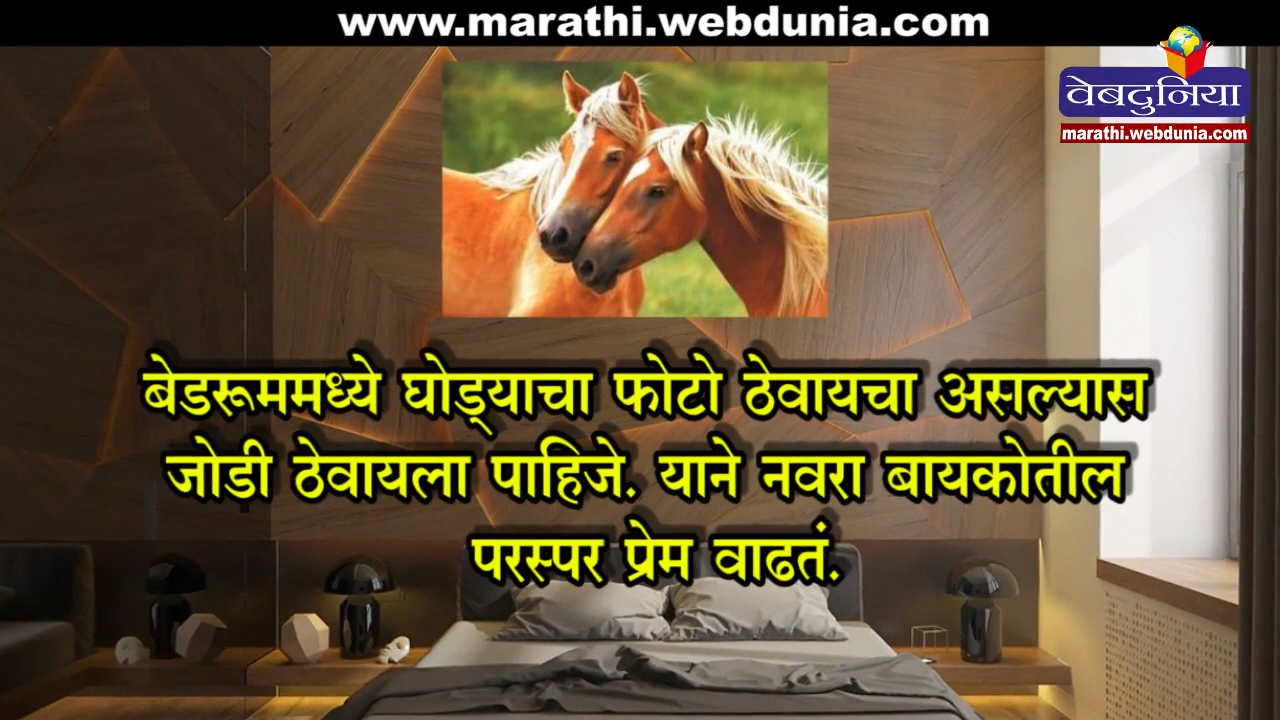 www.marathi.webdunia.com
वेबदुनिया
marathi.webdunia.com
बेडरूममध्ये घोड्याचा फोटो ठेवायचा असल्यास
जोडी ठेवायला पाहिजे. याने नवरा बायकोतील
परस्पर प्रेम वाढतं.